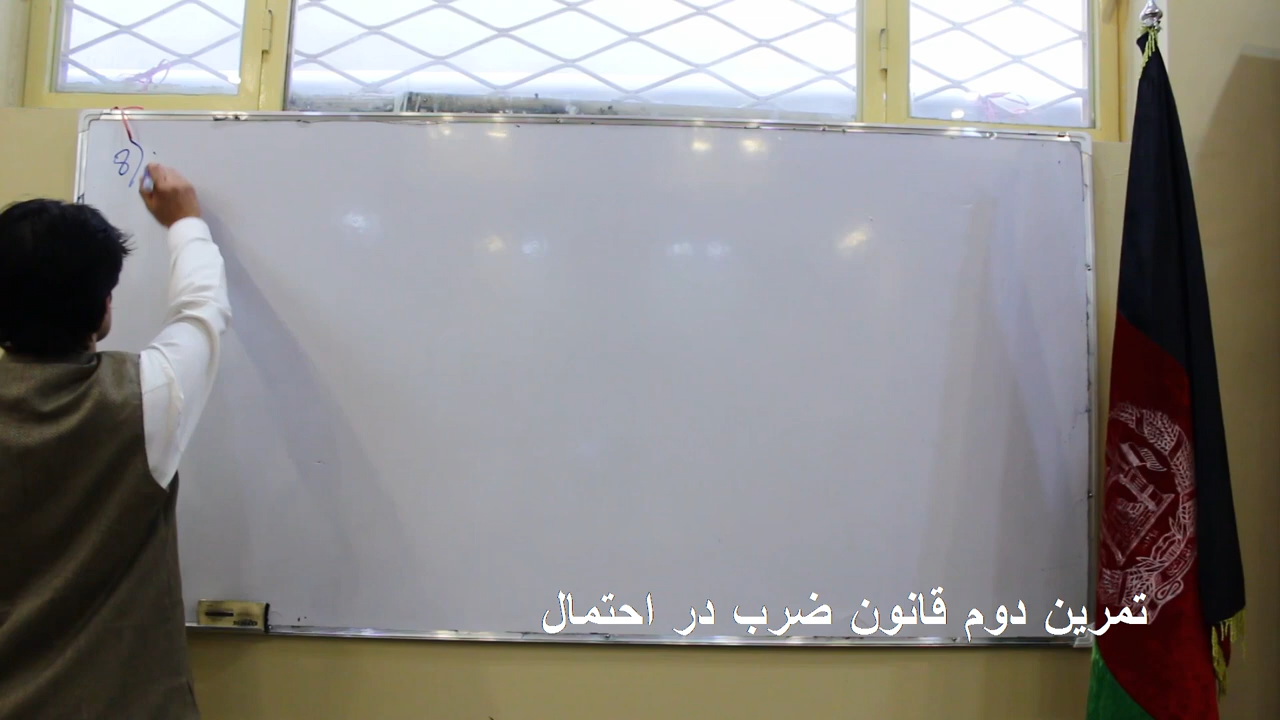 8)
تمرین دوم قانون ضرب در احتمال